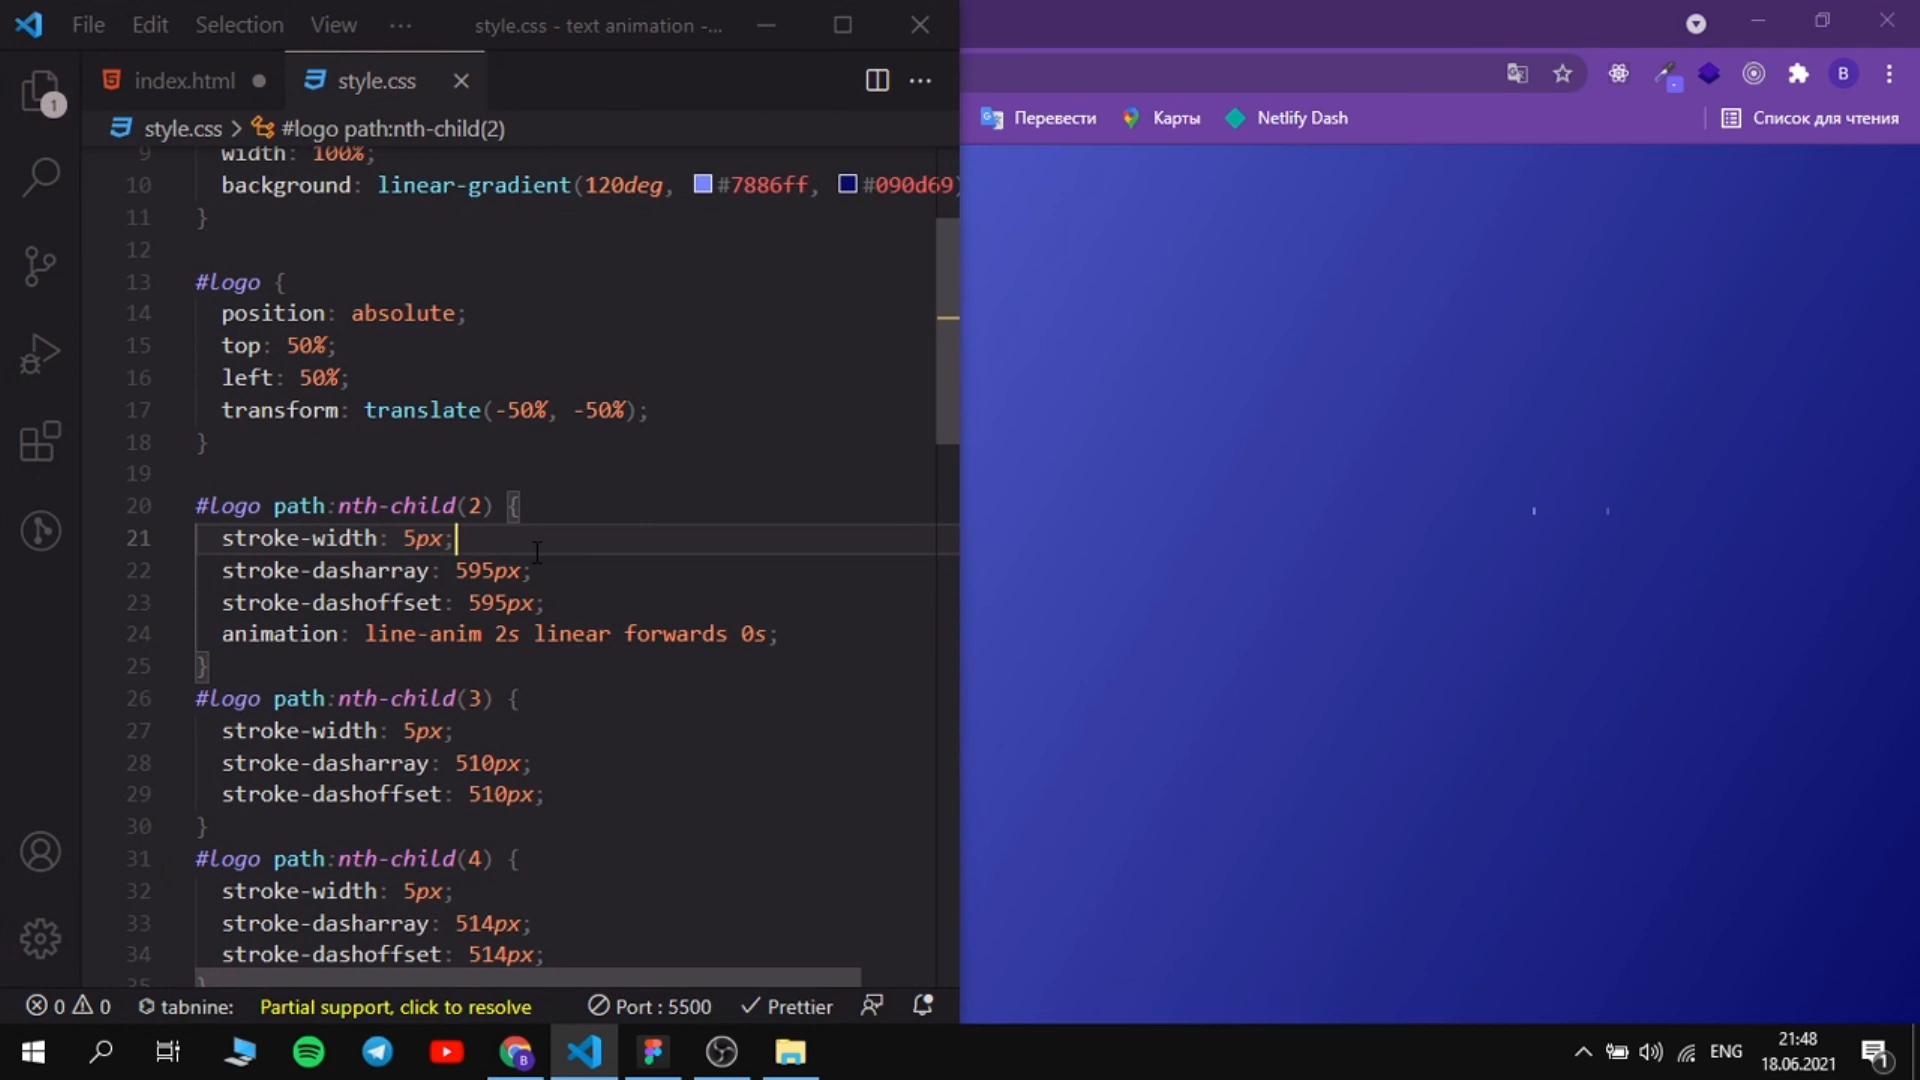 File Edit Selection View ··· style.css - text animation -...
index.html style.css
1
style.css > #logo path:nth-child(2)
Перевести Карты Netlify Dash Список для чтения
B
9 width: 100%;
10 background: linear-gradient(120deg, #7886ff, #090d69)
11 }
12
13 #logo {
14 position: absolute;
15 top: 50%;
16 left: 50%;
17 transform: translate(-50%, -50%);
18 }
19
20 #logo path:nth-child(2) {
21 stroke-width: 5px;
22 stroke-dasharray: 595px;
23 stroke-dashoffset: 595px;
24 animation: line-anim 2s linear forwards 0s;
25 }
26 #logo path:nth-child(3) {
27 stroke-width: 5px;
28 stroke-dasharray: 510px;
29 stroke-dashoffset: 510px;
30 }
31 #logo path:nth-child(4) {
32 stroke-width: 5px;
33 stroke-dasharray: 514px;
34 stroke-dashoffset: 514px;
35 }
0 0 tabnine: Partial support, click to resolve Port : 5500 Prettier
B
ENG
21:48
18.06.2021
1